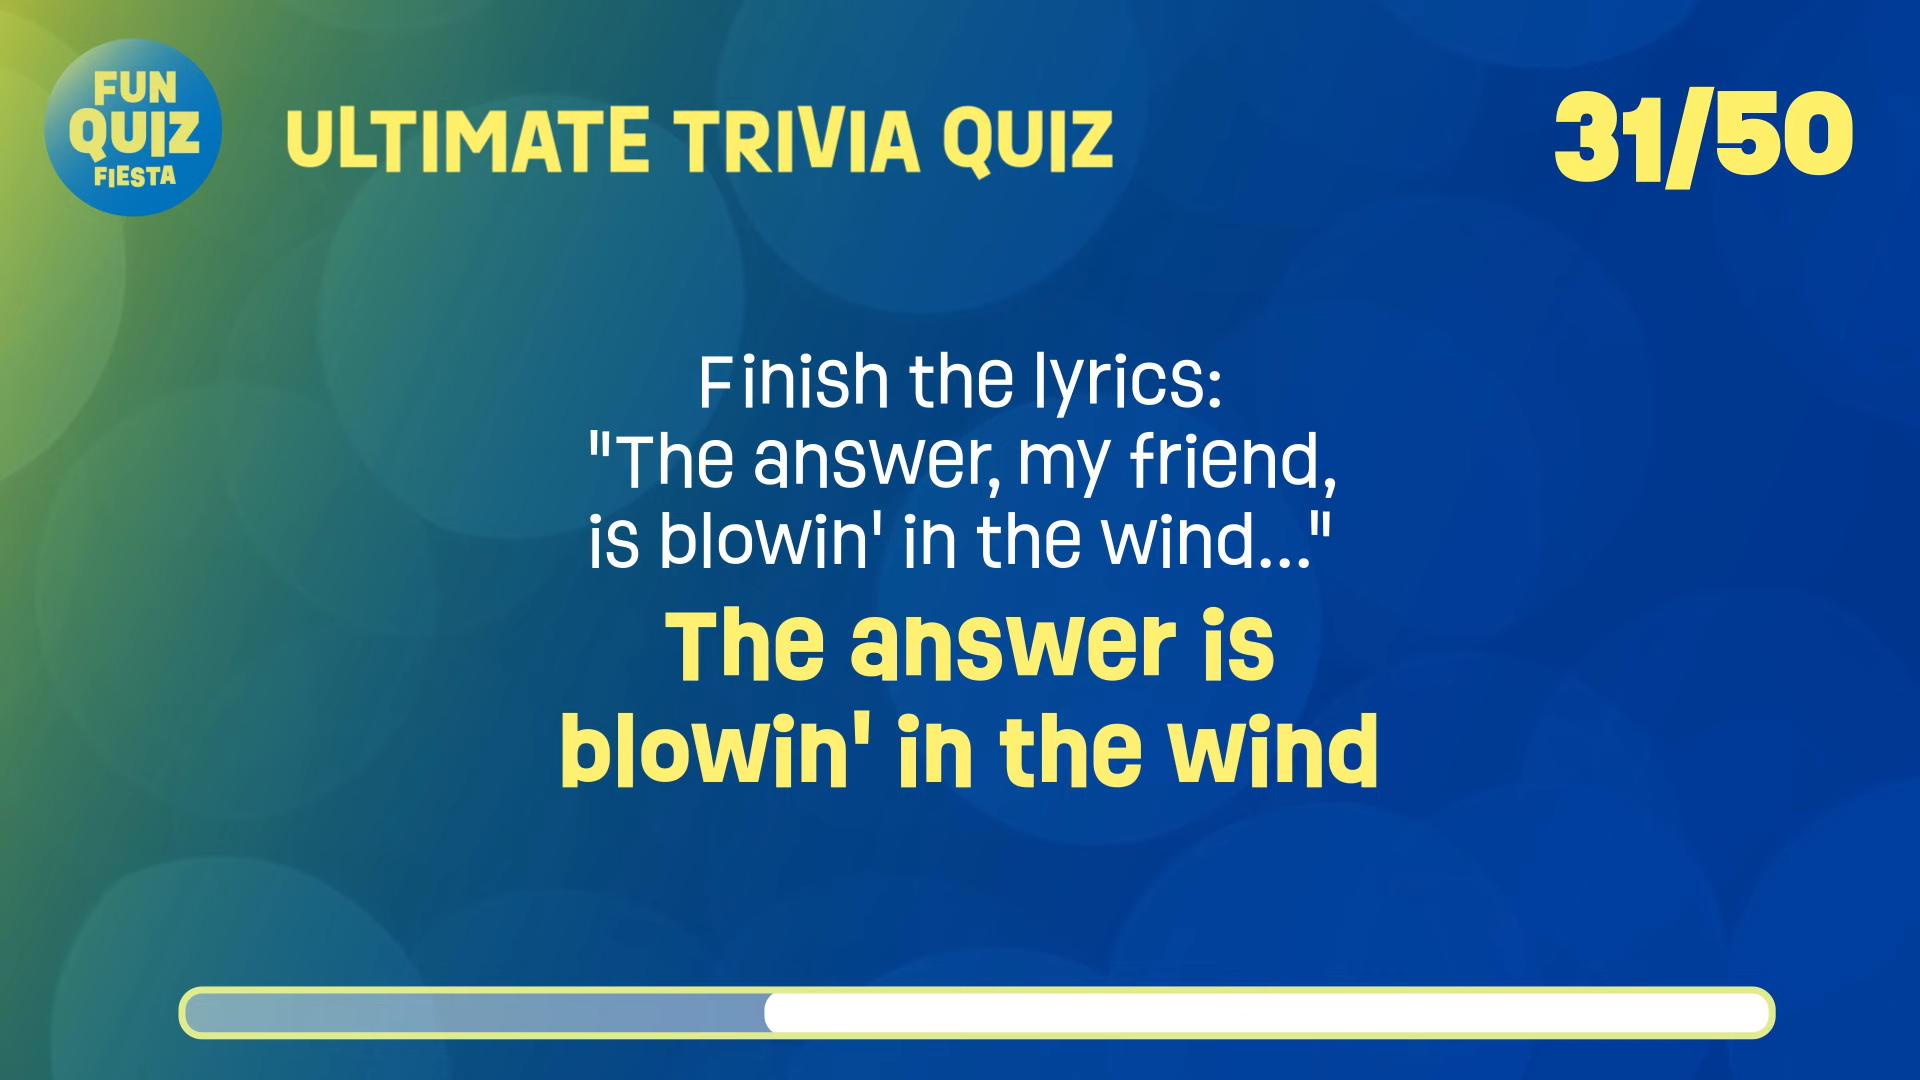 FUN
QUIZ
FIESTA
ULTIMATE TRIVIA QUIZ
31/50
Finish the lyrics:
"The answer, my friend,
is blowin' in the wind..."
The answer is
blowin' in the wind